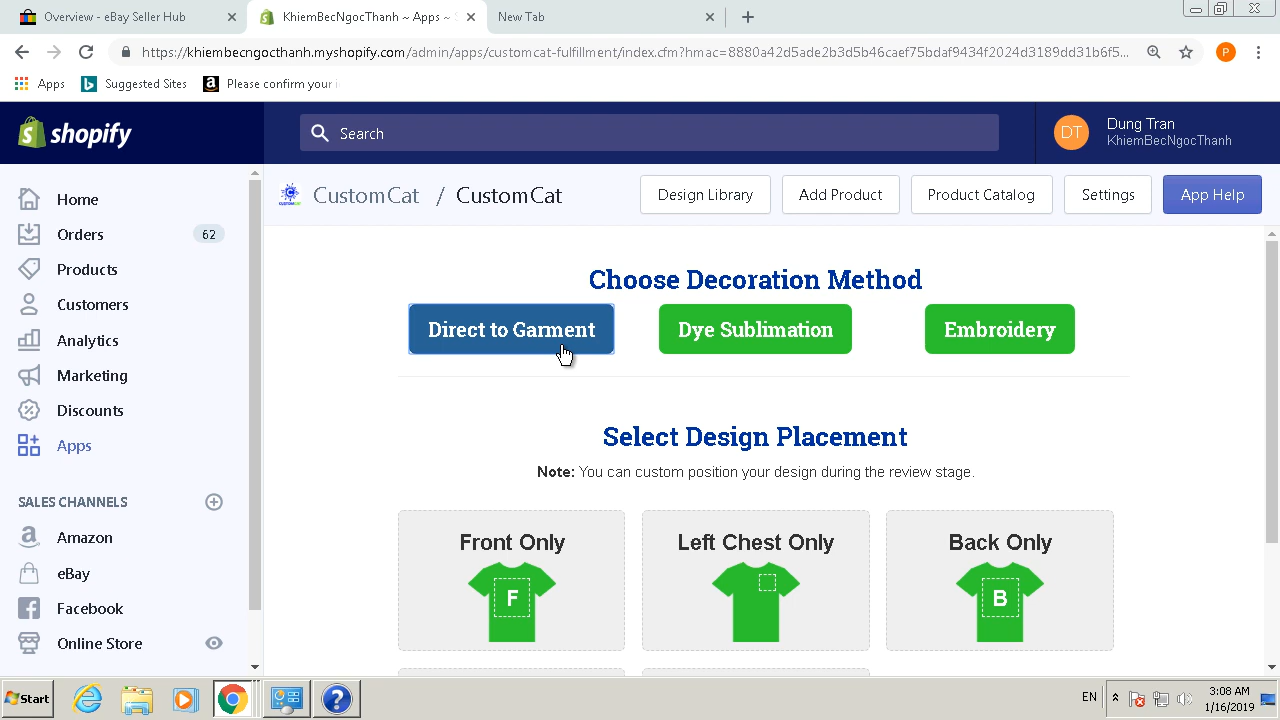 Overview - eBay Seller Hub
KhiemBecNgocThanh ~ Apps ~
New Tab
https://khiembecngocthanh.myshopify.com/admin/apps/customcat-fulfillment/index.cfm?hmac=
Apps
Suggested Sites
Please confirm your
P
shopify
Search
DT
Dung Tran
KhiemBecNgocThanh
Home
Orders 62
Products
Customers
Analytics
Marketing
Discounts
Apps
SALES CHANNELS
Amazon
eBay
Facebook
Online Store
CustomCat / CustomCat
Design Library
Add Product
Product Catalog
Settings
App Help
Choose Decoration Method
Direct to Garment
Dye Sublimation
Embroidery
Select Design Placement
Note: You can custom position your design during the review stage.
Front Only
F
Left Chest Only
Back Only
B
Start
EN
3:08 AM
1/16/2019